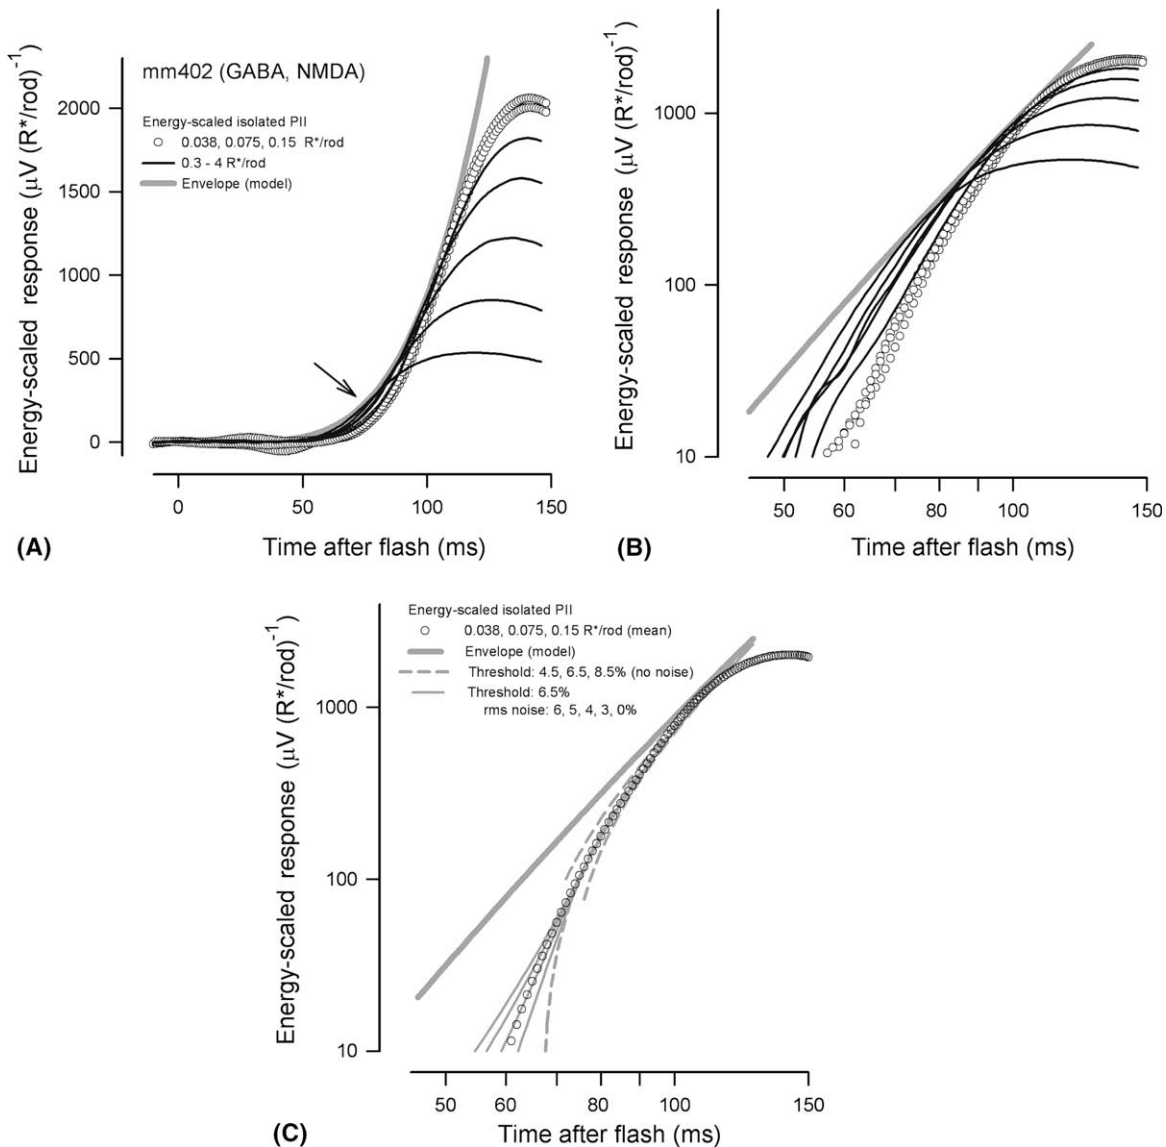 mm402 (GABA, NMDA)
Energy-scaled isolated PII
0.038, 0.075, 0.15 R*/rod
0.3 - 4 R*/rod
Envelope (model)
Energy-scaled response (μV (R*/rod)⁻¹
2000
1500
1000
500
0
0 50 100 150
Time after flash (ms)
(A)
Energy-scaled response (μV (R*/rod)⁻¹
1000
100
10
50 60 80 100 150
Time after flash (ms)
(B)
Energy-scaled isolated PII
0.038, 0.075, 0.15 R*/rod (mean)
Envelope (model)
Threshold: 4.5, 6.5, 8.5% (no noise)
Threshold: 6.5%
rms noise: 6, 5, 4, 3, 0%
Energy-scaled response (μV (R*/rod)⁻¹
1000
100
10
50 60 80 100 150
Time after flash (ms)
(C)